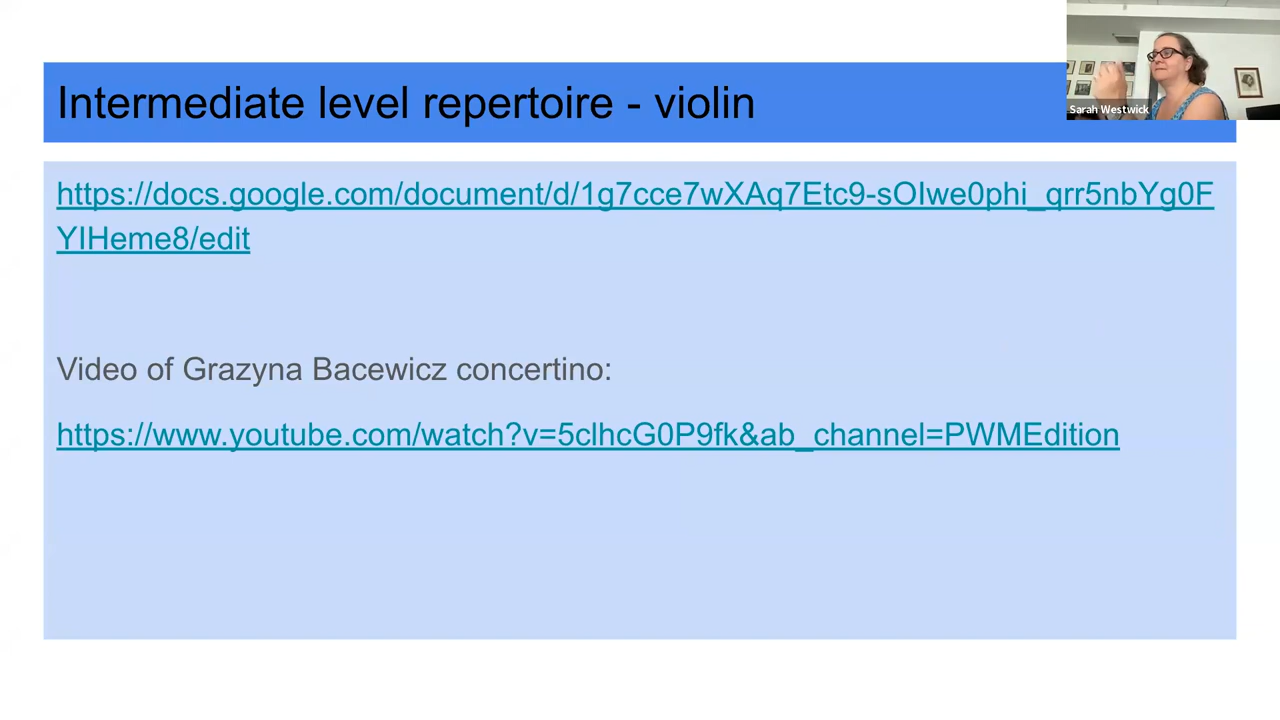 Intermediate level repertoire - violin
Sarah Westwick
https://docs.google.com/document/d/1g7cce7wXAq7Etc9-sOIwe0phi_qrr5nbYg0F
YIHeme8/edit
Video of Grazyna Bacewicz concertino:
https://www.youtube.com/watch?v=5clhcG0P9fk&ab_channel=PWMEdition